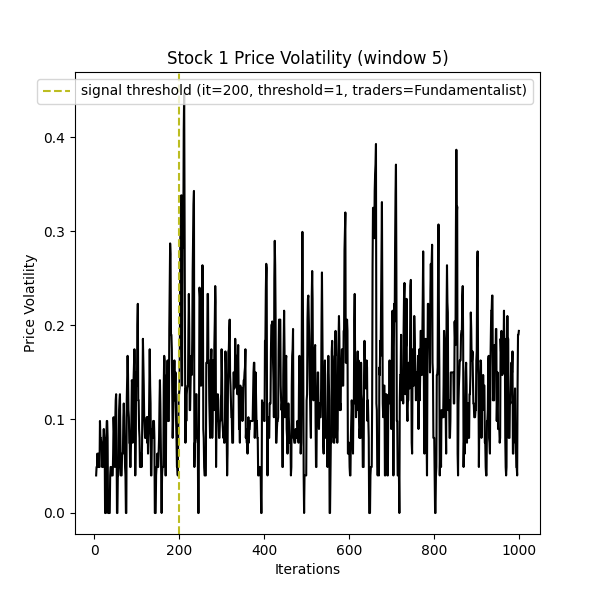 Stock 1 Price Volatility (window 5)
signal threshold (it=200, threshold=1, traders=Fundamentalist)
Price Volatility
0.4
0.3
0.2
0.1
0.0
0 200 400 600 800 1000
Iterations